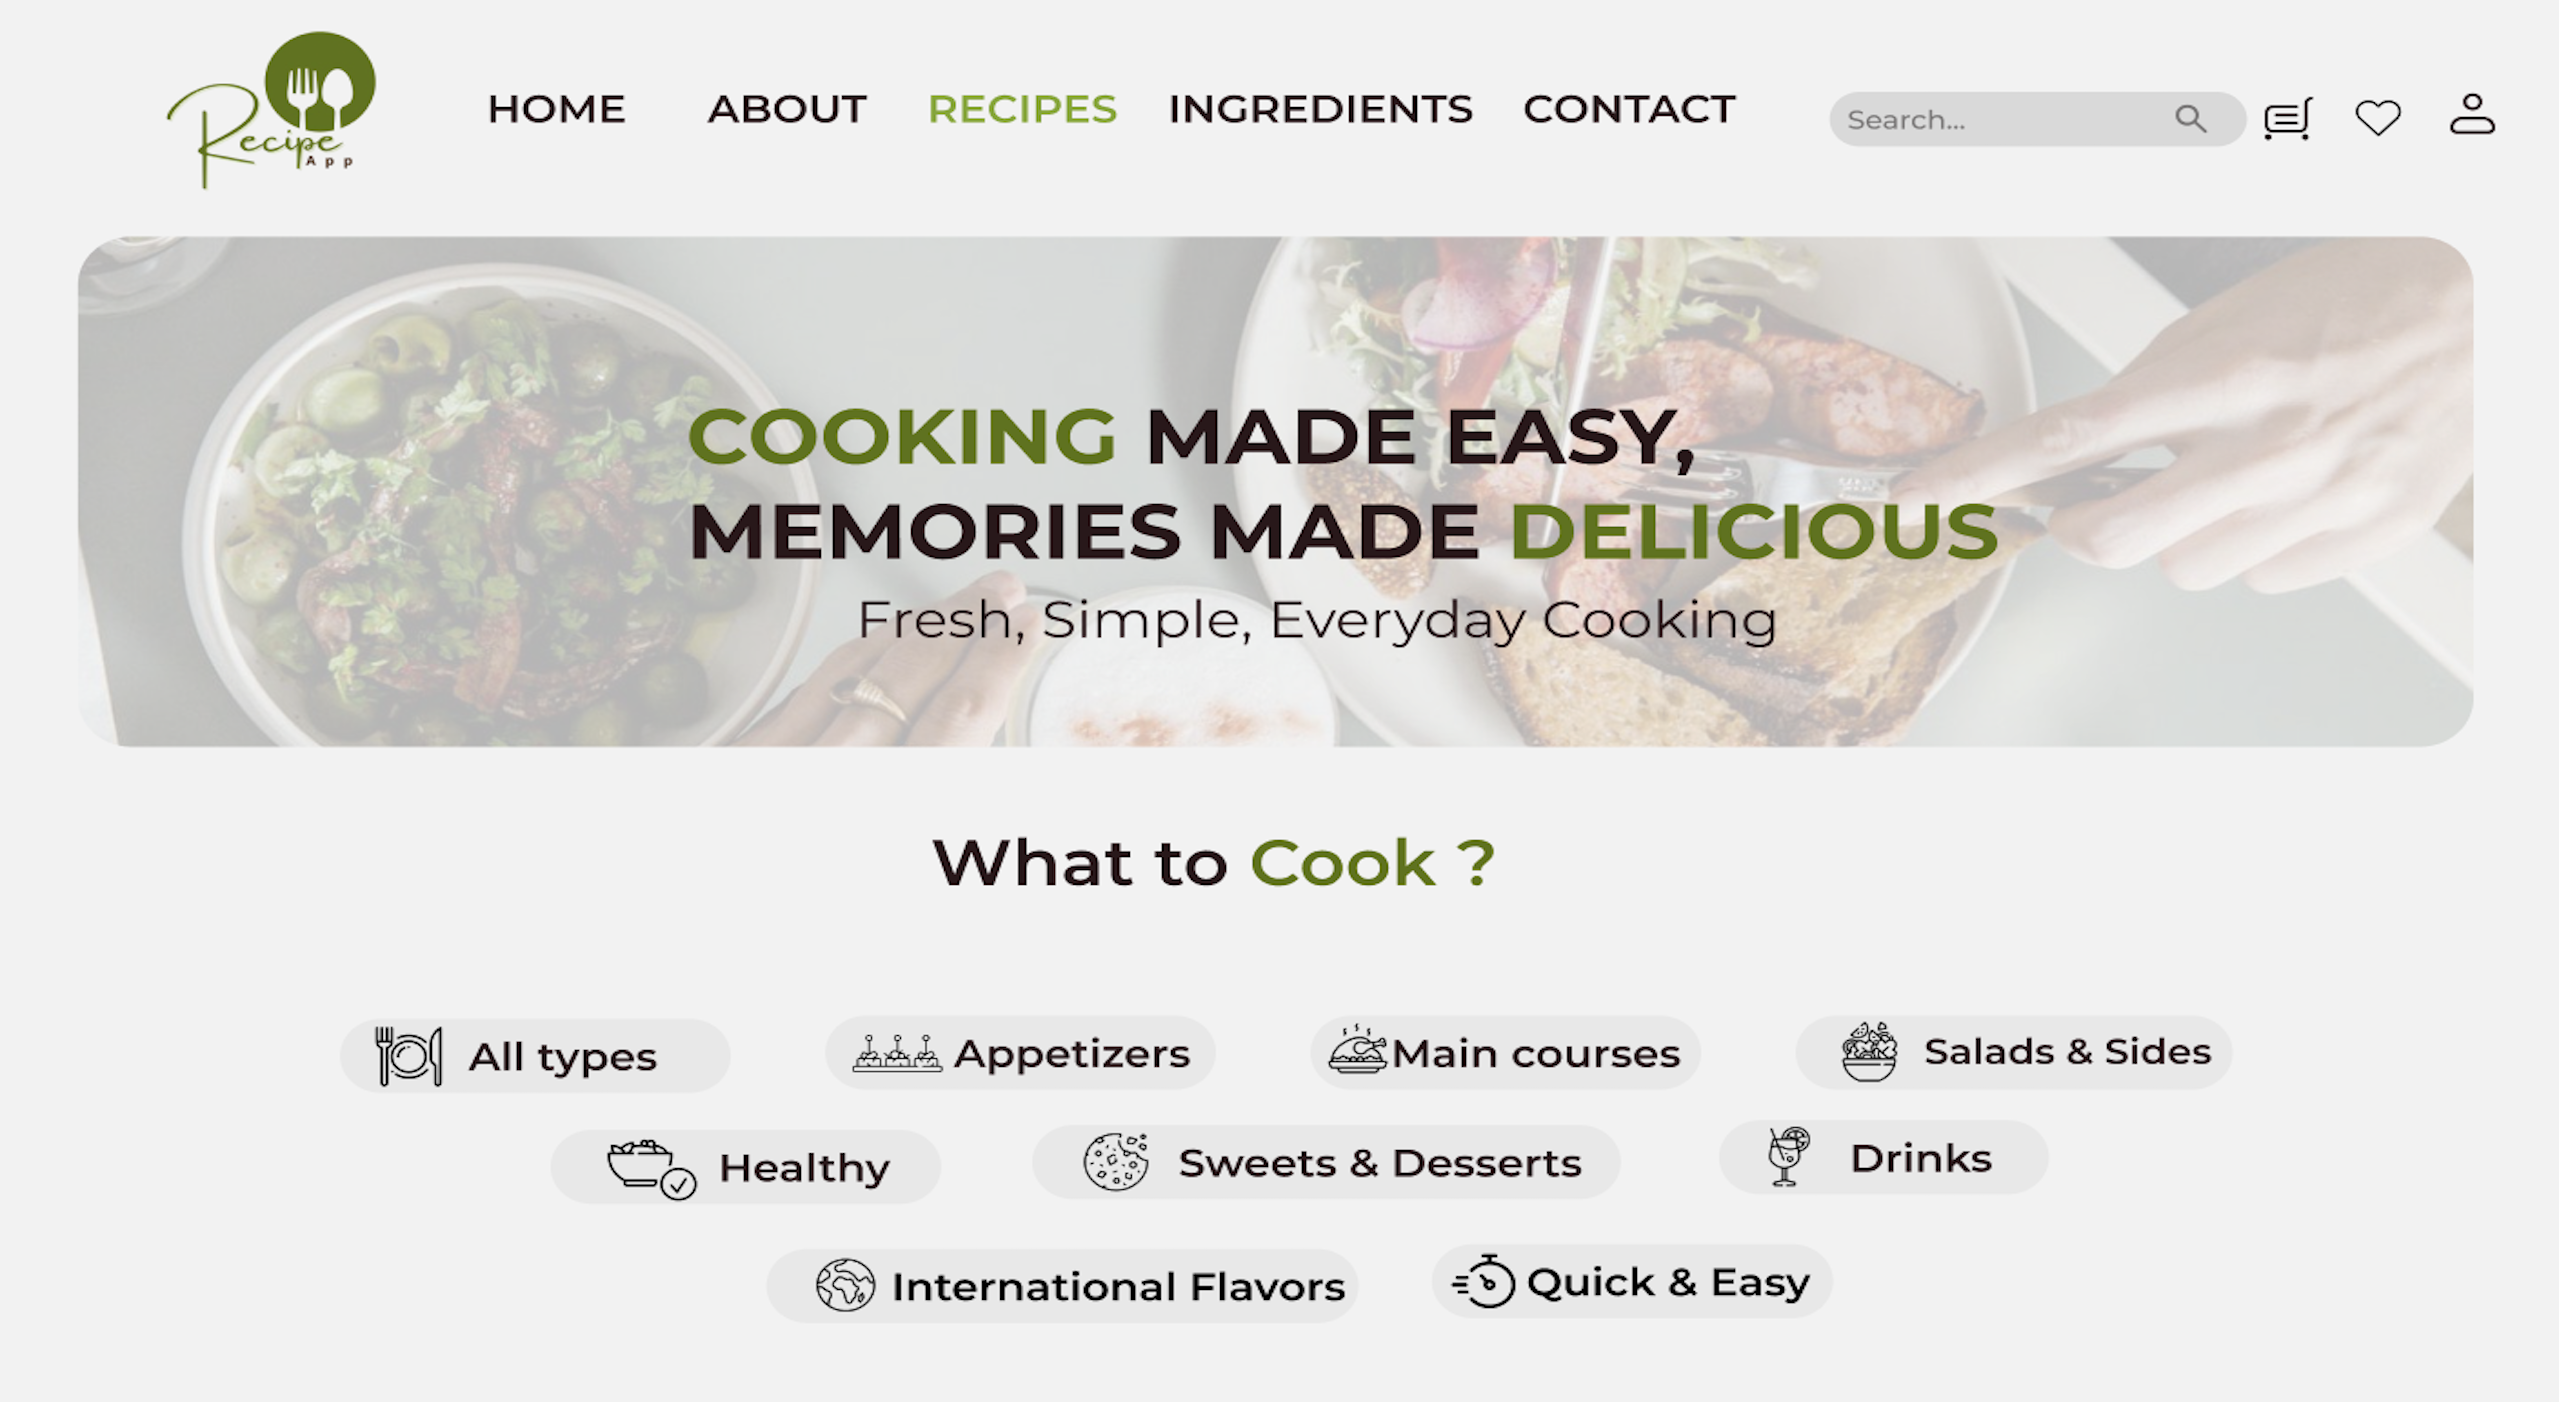 Recipe
App
HOME ABOUT RECIPES INGREDIENTS CONTACT
Search...
COOKING MADE EASY,
MEMORIES MADE DELICIOUS
Fresh, Simple, Everyday Cooking
What to Cook ?
All types Appetizers Main courses Salads & Sides
Healthy Sweets & Desserts Drinks
International Flavors Quick & Easy